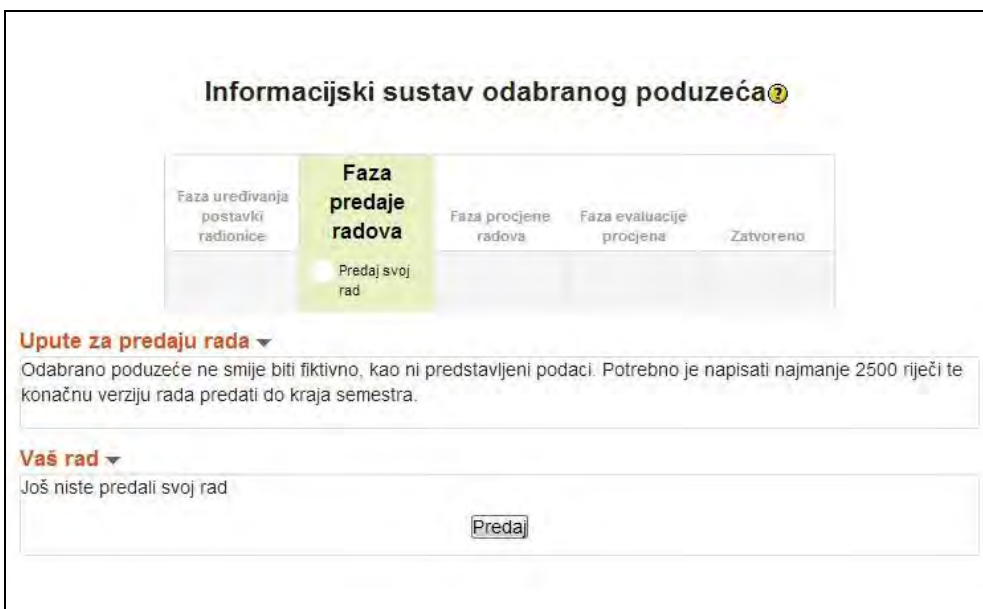 Informacijski sustav odabranog poduzeća?
Faza uređivanja
postavki
radionice
Faza
predaje
radova
Predaj svoj
rad
Faza procjene
radova
Faza evaluacije
procjena
Zatvoreno
Upute za predaju rada
Odabrano poduzeće ne smije biti fiktivno, kao ni predstavljeni podaci. Potrebno je napisati najmanje 2500 riječi te
konačnu verziju rada predati do kraja semestra.
Vaš rad
Još niste predali svoj rad
Predaj